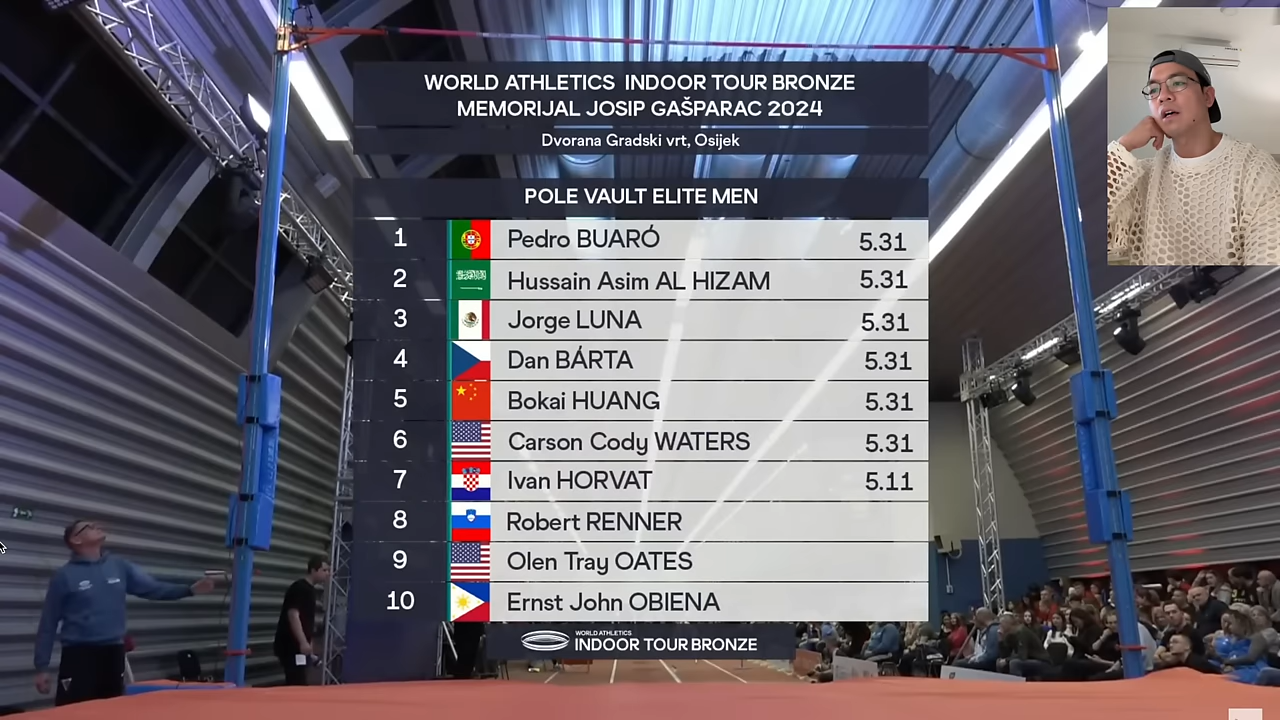 WORLD ATHLETICS INDOOR TOUR BRONZE
MEMORIJAL JOSIP GAŠPARAC 2024
Dvorana Gradski vrt, Osijek
POLE VAULT ELITE MEN
1 Pedro BUARÓ 5.31
2 Hussain Asim AL HIZAM 5.31
3 Jorge LUNA 5.31
4 Dan BÁRTA 5.31
5 Bokai HUANG 5.31
6 Carson Cody WATERS 5.31
7 Ivan HORVAT 5.11
8 Robert RENNER
9 Olen Tray OATES
10 Ernst John OBIENA
WORLD ATHLETICS
INDOOR TOUR BRONZE